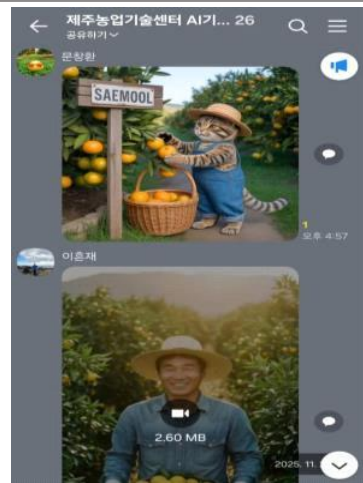 제주농업기술센터 AI기... 26
공유하기
문창환
SAEMOOL
1
오후 4:57
이흔재
2.60 MB
2025. 11.